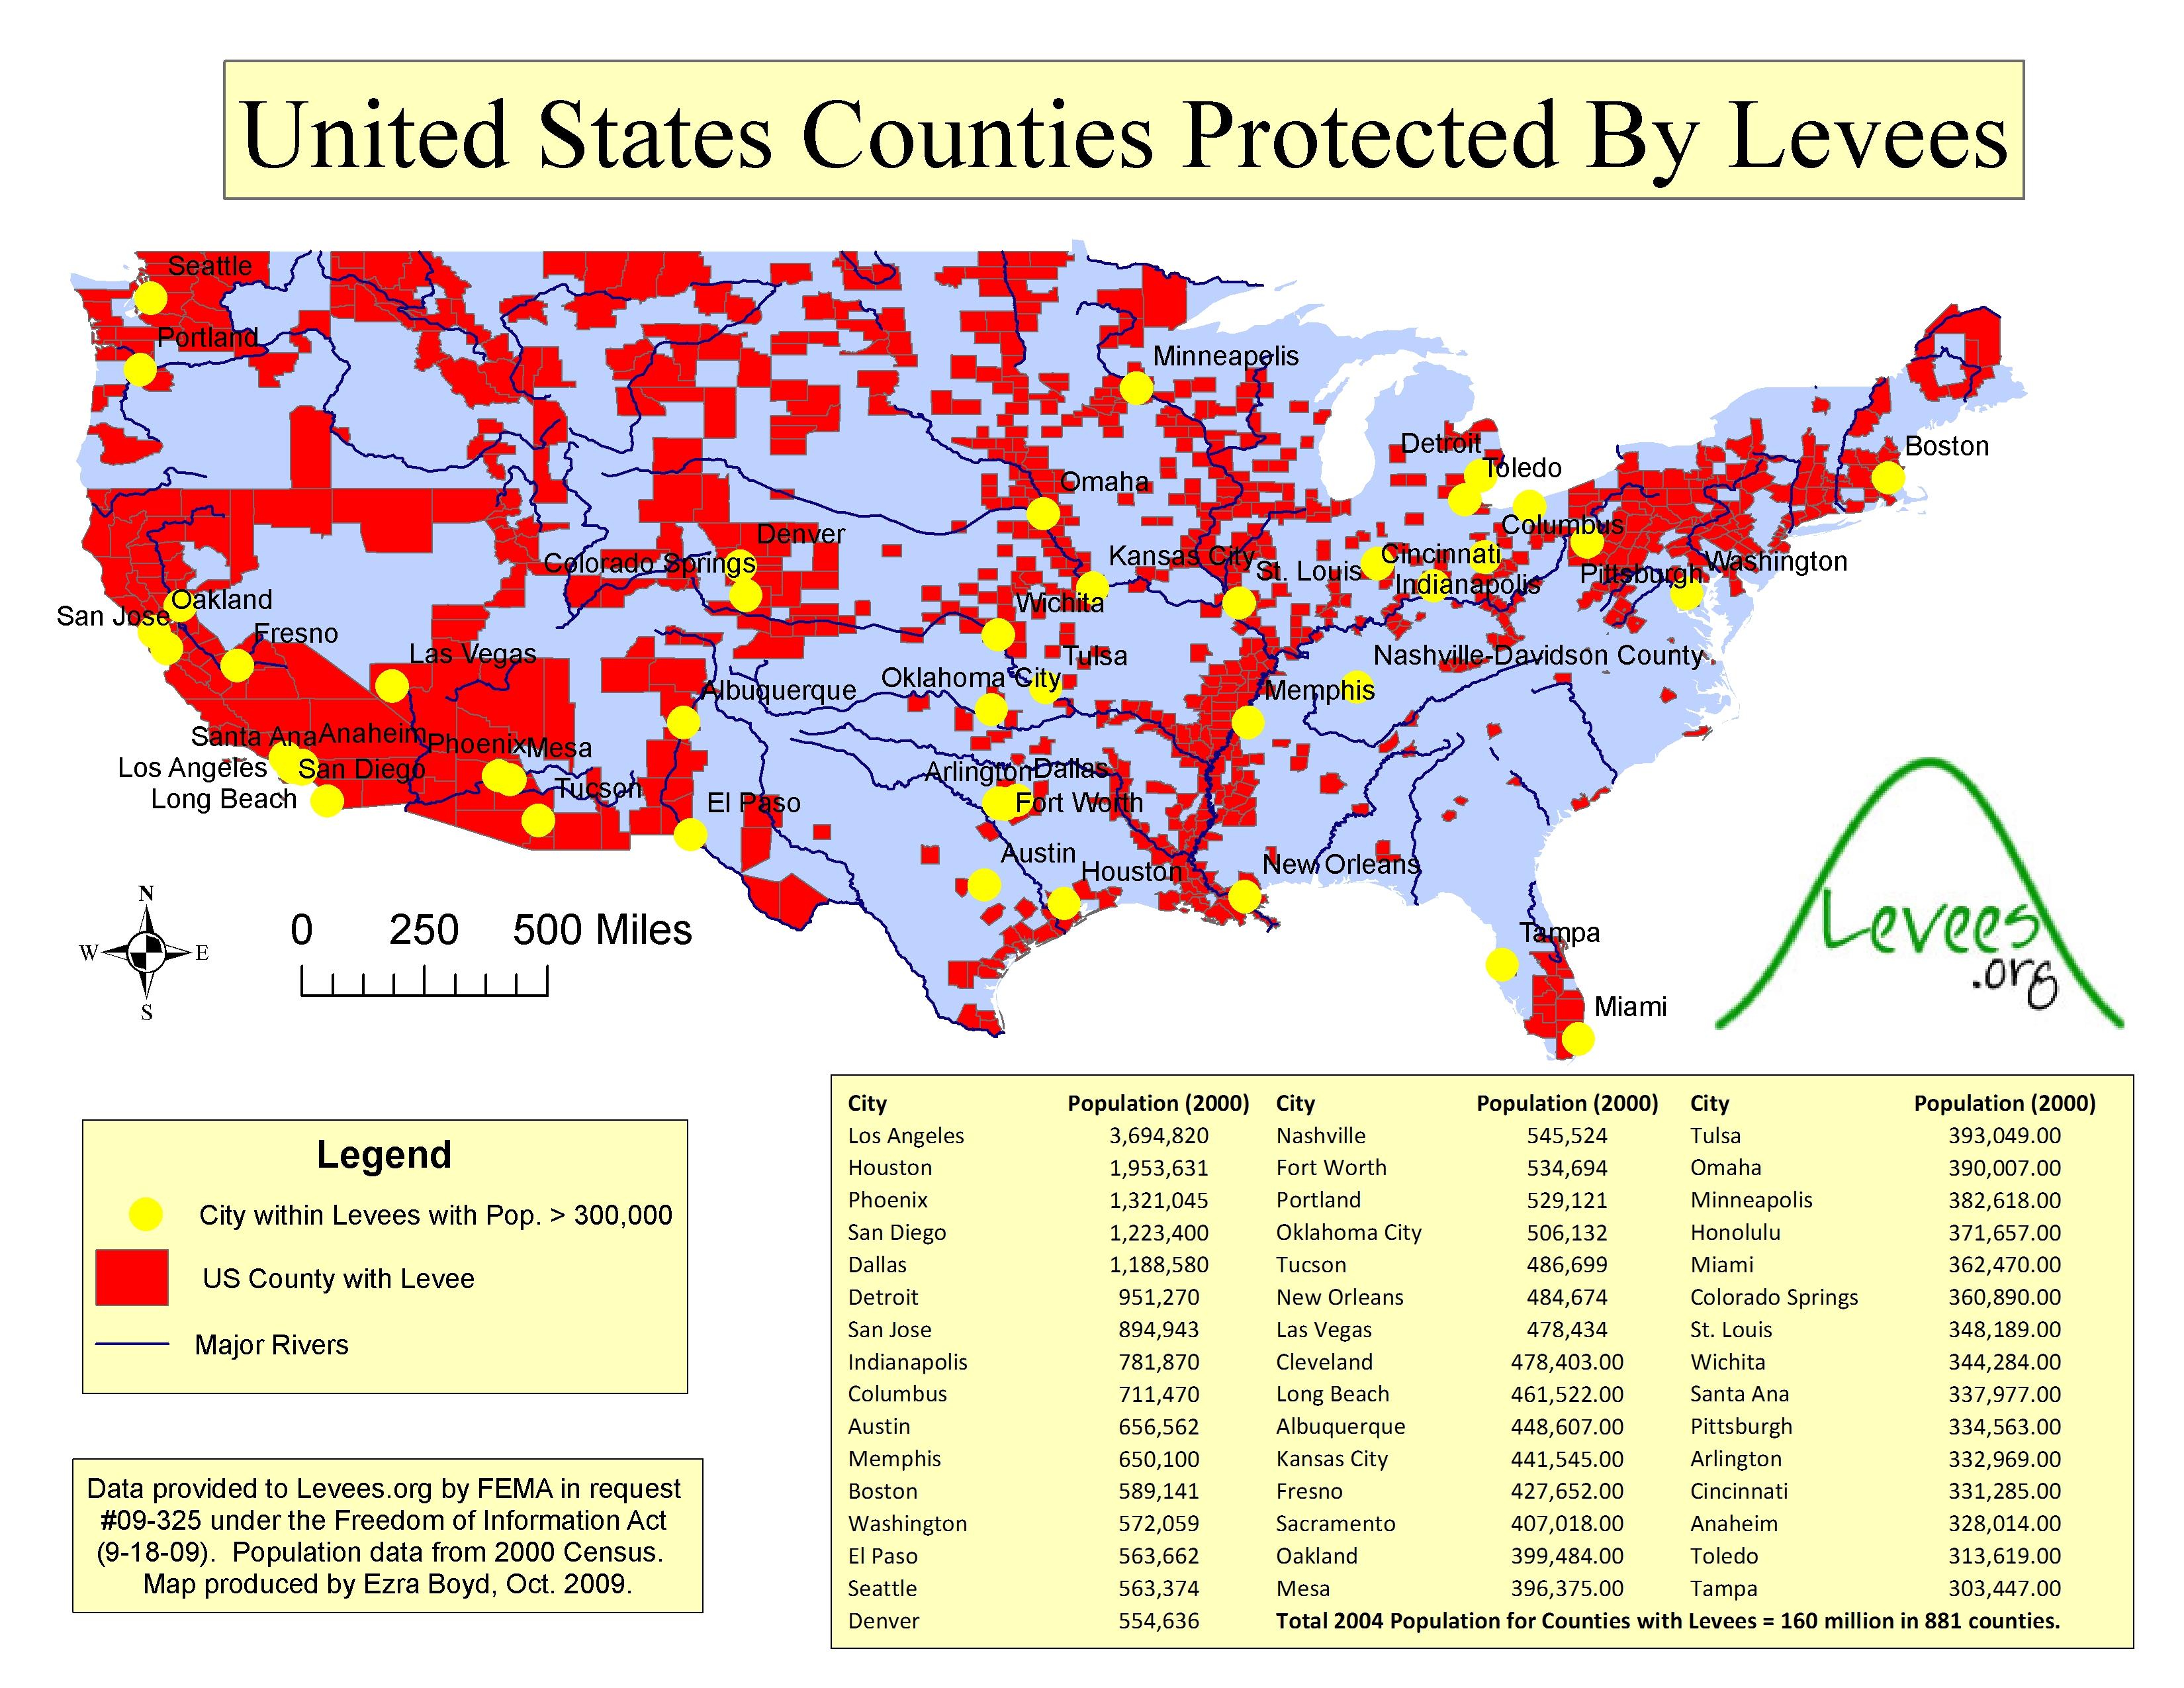 United States Counties Protected By Levees
Seattle
Portland
Minneapolis
Boston
Detroit
Toledo
Omaha
Columbus
Denver
Colorado Springs
Kansas City
St. Louis
Cincinnati
Indianapolis
Pittsburgh
Washington
Oakland
San Jose
Fresno
Wichita
Las Vegas
Tulsa
Nashville-Davidson County
Oklahoma City
Albuquerque
Memphis
Santa Ana
Anaheim
Phoenix
Mesa
Los Angeles
San Diego
Long Beach
Tucson
Arlington
Dallas
El Paso
Fort Worth
Austin
Houston
New Orleans
Tampa
Miami
N
W
E
S
0 250 500 Miles
Levees
.org
Legend
City within Levees with Pop. > 300,000
US County with Levee
Major Rivers
Data provided to Levees.org by FEMA in request
#09-325 under the Freedom of Information Act
(9-18-09). Population data from 2000 Census.
Map produced by Ezra Boyd, Oct. 2009.
City Population (2000) City Population (2000) City Population (2000)
Los Angeles 3,694,820 Nashville 545,524 Tulsa 393,049.00
Houston 1,953,631 Fort Worth 534,694 Omaha 390,007.00
Phoenix 1,321,045 Portland 529,121 Minneapolis 382,618.00
San Diego 1,223,400 Oklahoma City 506,132 Honolulu 371,657.00
Dallas 1,188,580 Tucson 486,699 Miami 362,470.00
Detroit 951,270 New Orleans 484,674 Colorado Springs 360,890.00
San Jose 894,943 Las Vegas 478,434 St. Louis 348,189.00
Indianapolis 781,870 Cleveland 478,403.00 Wichita 344,284.00
Columbus 711,470 Long Beach 461,522.00 Santa Ana 337,977.00
Austin 656,562 Albuquerque 448,607.00 Pittsburgh 334,563.00
Memphis 650,100 Kansas City 441,545.00 Arlington 332,969.00
Boston 589,141 Fresno 427,652.00 Cincinnati 331,285.00
Washington 572,059 Sacramento 407,018.00 Anaheim 328,014.00
El Paso 563,662 Oakland 399,484.00 Toledo 313,619.00
Seattle 563,374 Mesa 396,375.00 Tampa 303,447.00
Denver 554,636 Total 2004 Population for Counties with Levees = 160 million in 881 counties.